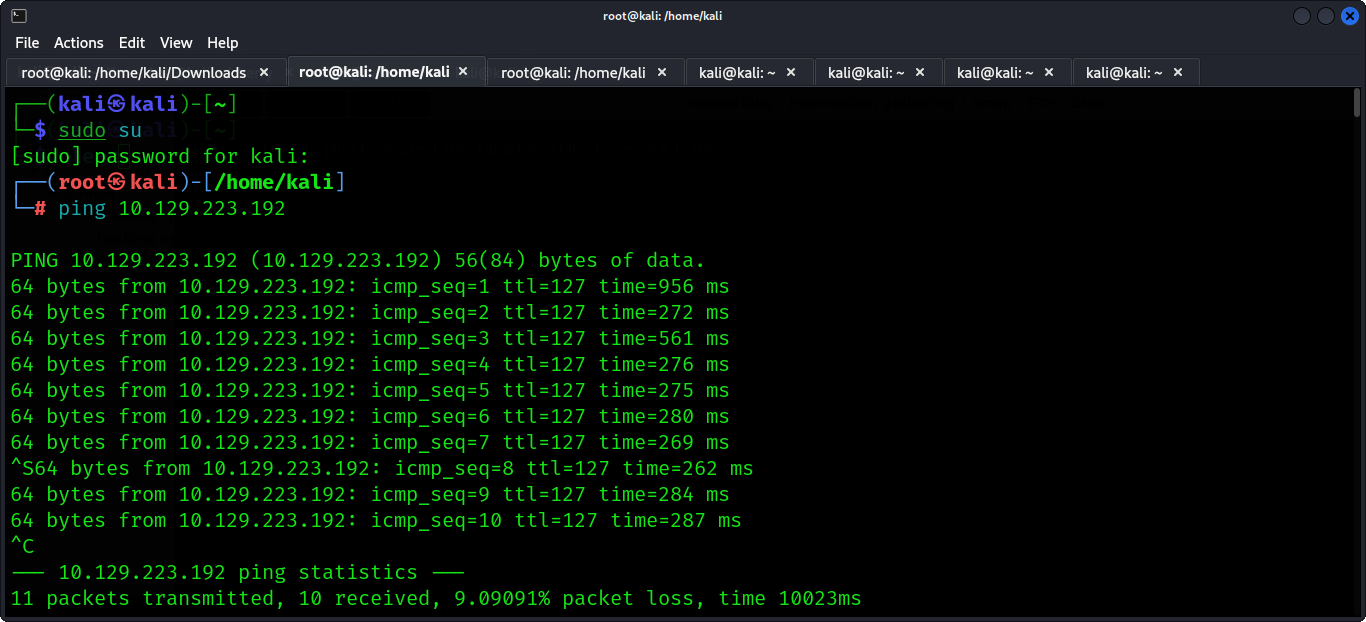 root@kali: /home/kali
File Actions Edit View Help
root@kali: /home/kali/Downloads × root@kali: /home/kali × root@kali: /home/kali × kali@kali: ~ × kali@kali: ~ × kali@kali: ~ × kali@kali: ~ ×
┌──(kali㉿kali)-[~]
└─$ sudo su
[sudo] password for kali:
┌──(root㉿kali)-[/home/kali]
└─# ping 10.129.223.192
PING 10.129.223.192 (10.129.223.192) 56(84) bytes of data.
64 bytes from 10.129.223.192: icmp_seq=1 ttl=127 time=956 ms
64 bytes from 10.129.223.192: icmp_seq=2 ttl=127 time=272 ms
64 bytes from 10.129.223.192: icmp_seq=3 ttl=127 time=561 ms
64 bytes from 10.129.223.192: icmp_seq=4 ttl=127 time=276 ms
64 bytes from 10.129.223.192: icmp_seq=5 ttl=127 time=275 ms
64 bytes from 10.129.223.192: icmp_seq=6 ttl=127 time=280 ms
64 bytes from 10.129.223.192: icmp_seq=7 ttl=127 time=269 ms
^S64 bytes from 10.129.223.192: icmp_seq=8 ttl=127 time=262 ms
64 bytes from 10.129.223.192: icmp_seq=9 ttl=127 time=284 ms
64 bytes from 10.129.223.192: icmp_seq=10 ttl=127 time=287 ms
^C
--- 10.129.223.192 ping statistics ---
11 packets transmitted, 10 received, 9.09091% packet loss, time 10023ms